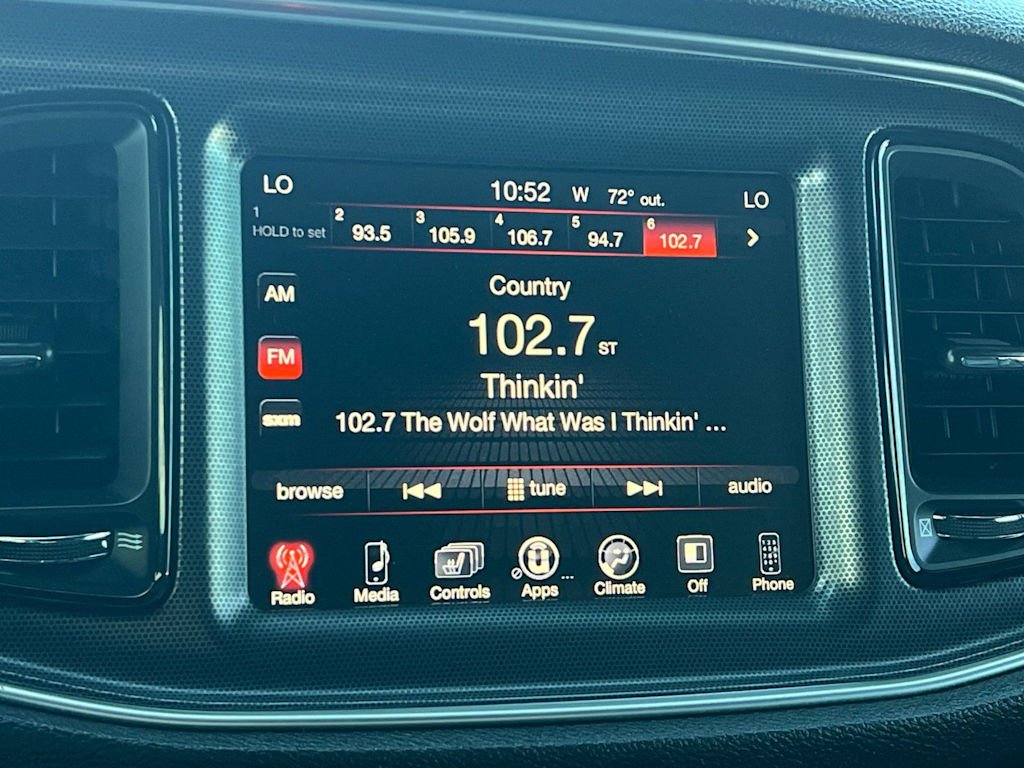 LO 10:52 W 72° out. LO
1 HOLD to set 2 93.5 3 105.9 4 106.7 5 94.7 6 102.7
AM
Country
102.7 ST
FM
Thinkin'
sxm
102.7 The Wolf What Was I Thinkin' ...
browse tune audio
Radio Media Controls Apps ... Climate Off Phone